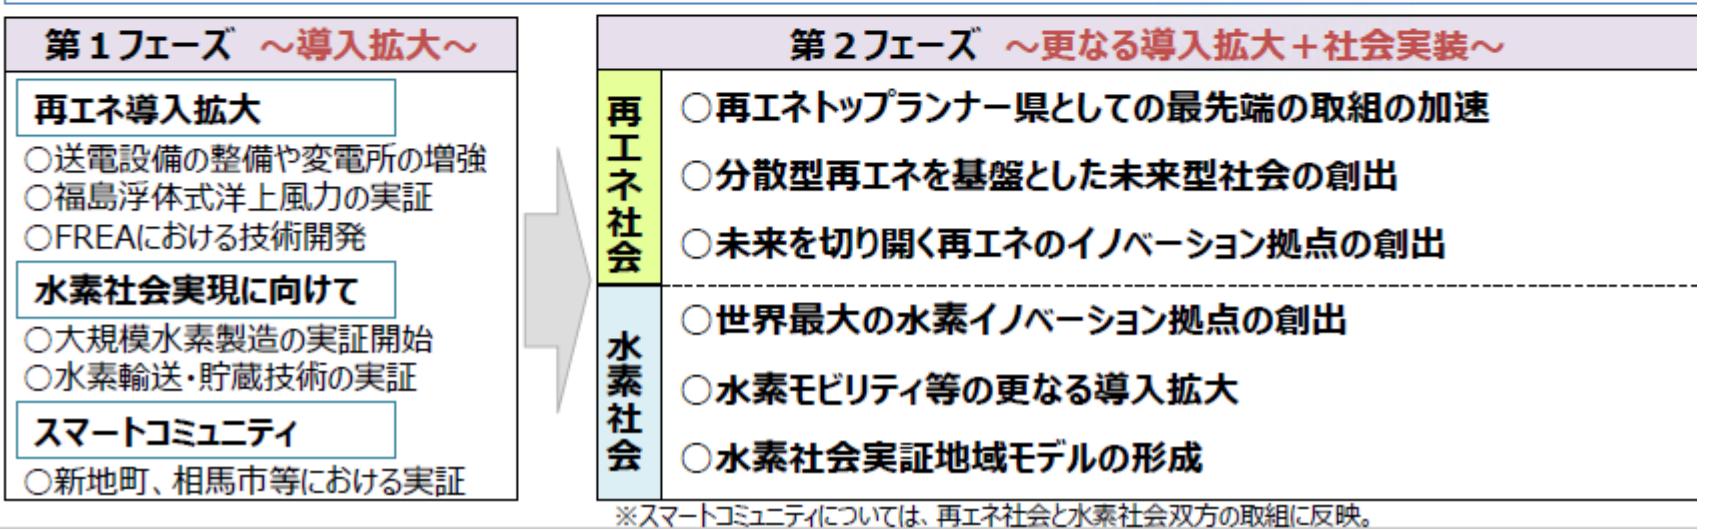 第１フェーズ ～導入拡大～
再エネ導入拡大
○送電設備の整備や変電所の増強
○福島浮体式洋上風力の実証
○FREAにおける技術開発
水素社会実現に向けて
○大規模水素製造の実証開始
○水素輸送・貯蔵技術の実証
スマートコミュニティ
○新地町、相馬市等における実証
第２フェーズ ～更なる導入拡大＋社会実装～
再エネ社会
○再エネトップランナー県としての最先端の取組の加速
○分散型再エネを基盤とした未来型社会の創出
○未来を切り開く再エネのイノベーション拠点の創出
水素社会
○世界最大の水素イノベーション拠点の創出
○水素モビリティ等の更なる導入拡大
○水素社会実証地域モデルの形成
※スマートコミュニティについては、再エネ社会と水素社会双方の取組に反映。